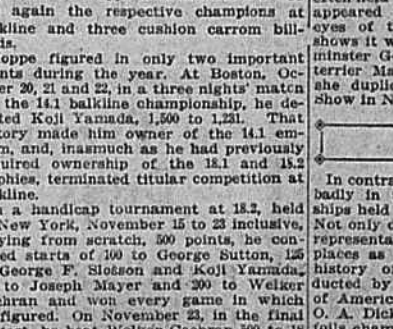 again the respective champions at
kline and three cushion carrom bill-
is.
oppe figured in only two important
nts during the year. At Boston, Oc-
er 20, 21 and 22, in a three nights' match
the 14.1 balkline championship, he de-
ted Koji Yamada, 1,500 to 1,231. That
tory made him owner of the 14.1 em-
m, and, inasmuch as he had previously
uired ownership of the 18.1 and 18.2
phies, terminated titular competition at
kline.
n a handicap tournament at 18.2, held
New York, November 15 to 23 inclusive,
ying from scratch, 500 points, he con-
ed starts of 100 to George Sutton, 125
George F. Slosson and Koji Yamada,
to Joseph Mayer and 200 to Welker
chran and won every game in which
figured. On November 23, in the final
appeared
eyes of t
shows it w
minster G
terrier Ma
she duplic
Show in N
In contra
badly in
ships held
Not only d
representa
places as
history o
ducted by
of Americ
O. A. Dick